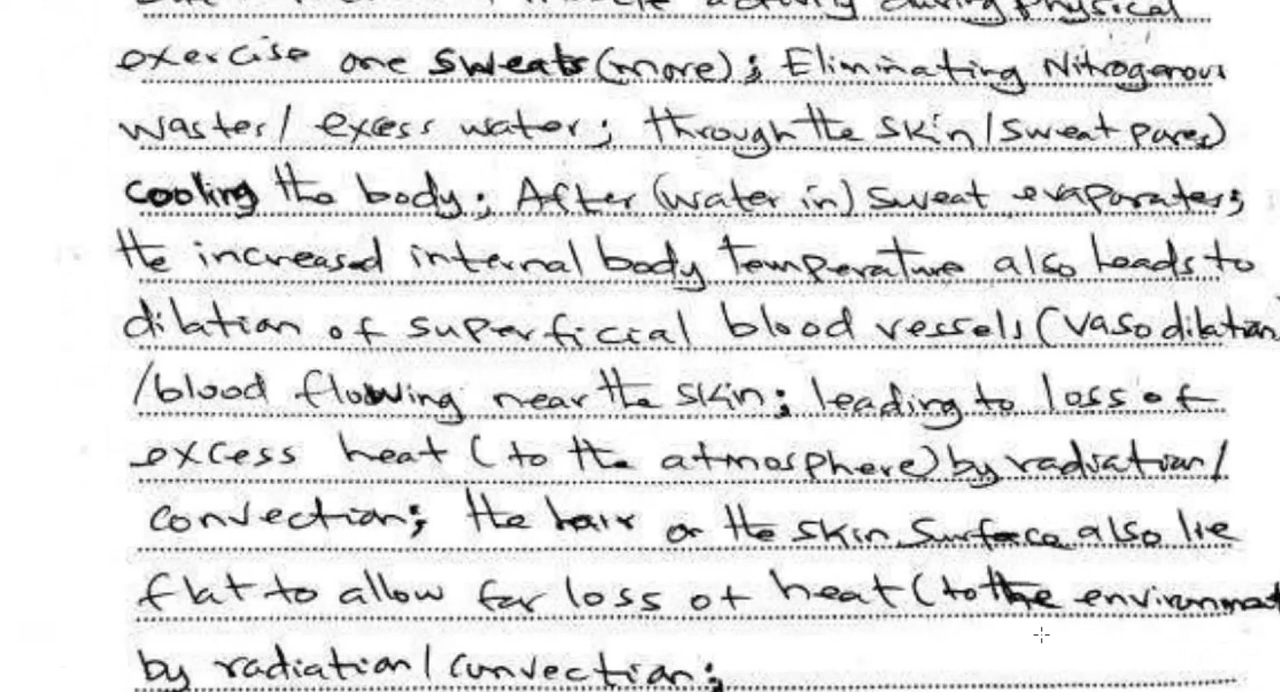 activity during physical
exercise one sweats (more); Eliminating Nitrogenous
wastes/ excess water; through the skin/sweat pores)
cooling the body; After (water in) sweat evaporates;
the increased internal body temperature also leads to
dilation of superficial blood vessels (vasodilation)
/blood flowing near the skin; leading to loss of
excess heat (to the atmosphere) by radiation/
convection; the hair on the skin surface also lie
flat to allow for loss of heat (to the environment
by radiation/convection;